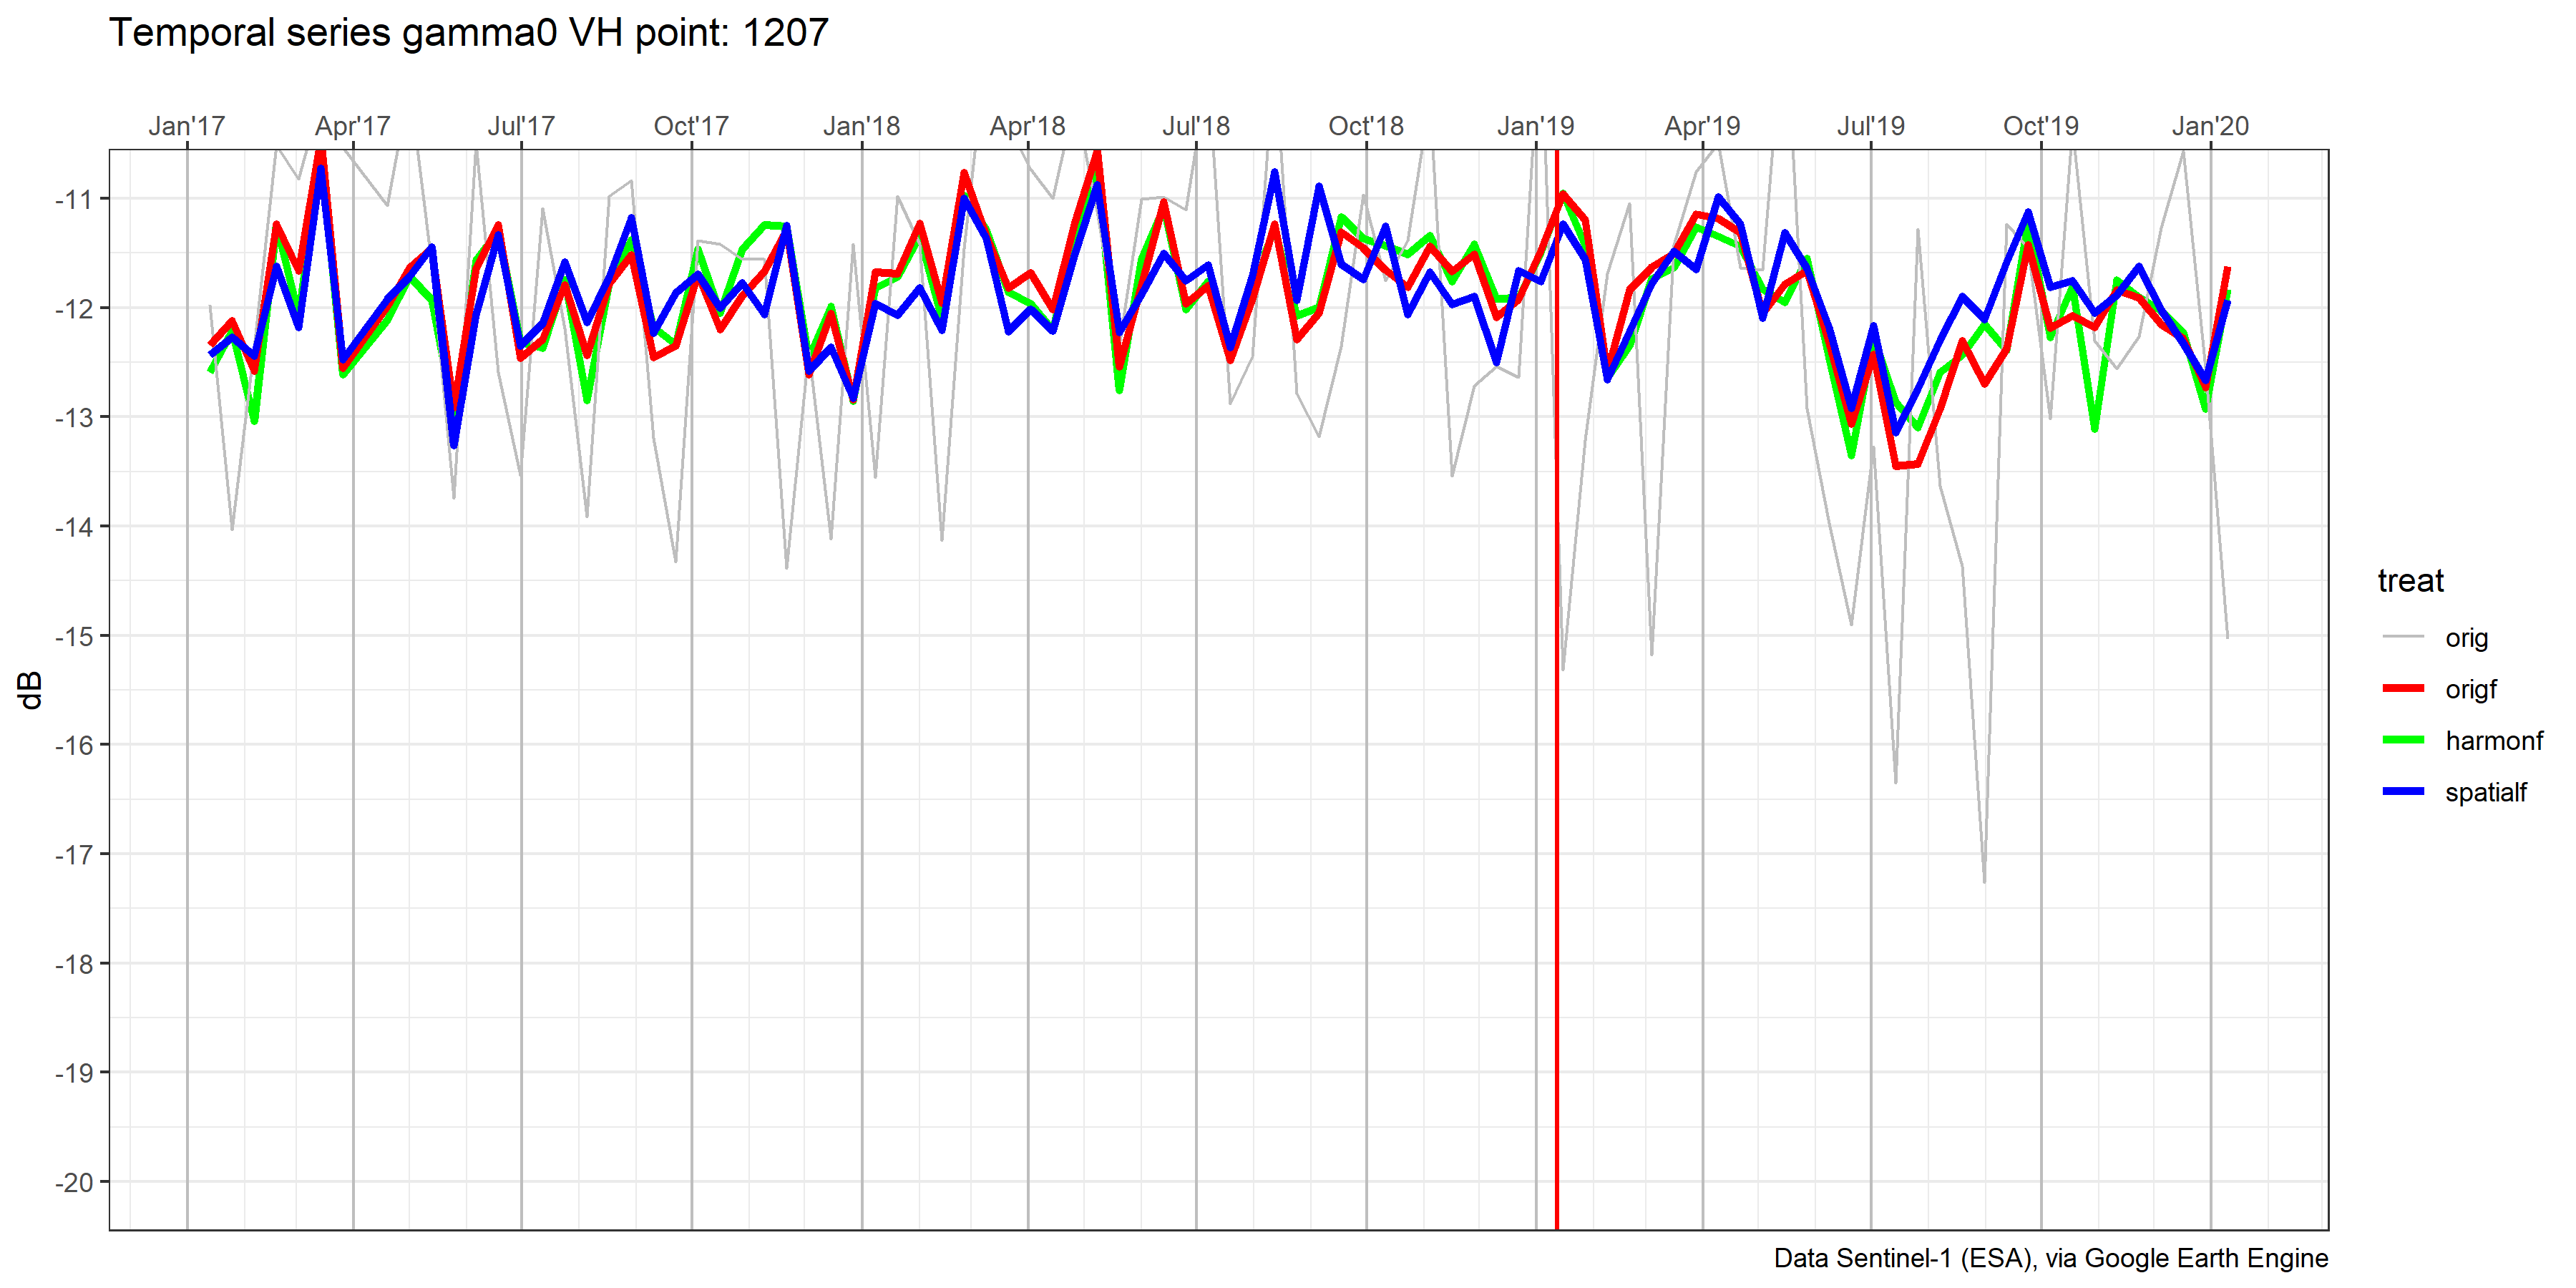 Temporal series gamma0 VH point: 1207
Jan'17 Apr'17 Jul'17 Oct'17 Jan'18 Apr'18 Jul'18 Oct'18 Jan'19 Apr'19 Jul'19 Oct'19 Jan'20
-11
-12
-13
-14
-15
-16
-17
-18
-19
-20
dB
treat
orig
origf
harmonf
spatialf
Data Sentinel-1 (ESA), via Google Earth Engine